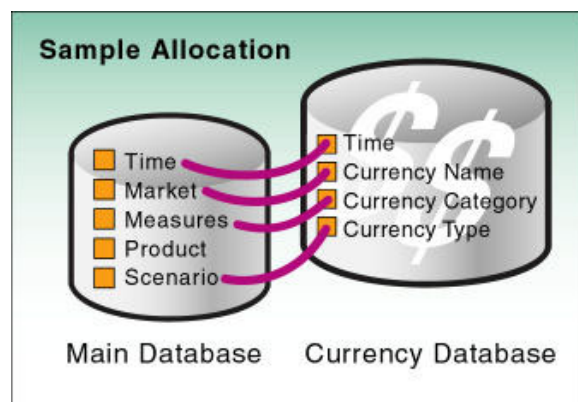 Sample Allocation
Time
Market
Measures
Product
Scenario
$$
Time
Currency Name
Currency Category
Currency Type
Main Database
Currency Database